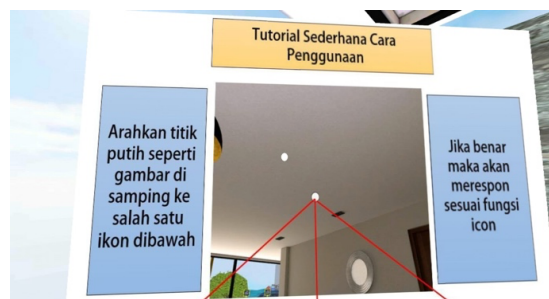 Tutorial Sederhana Cara
Penggunaan
Arahkan titik
putih seperti
gambar di
samping ke
salah satu
ikon dibawah
Jika benar
maka akan
merespon
sesuai fungsi
icon